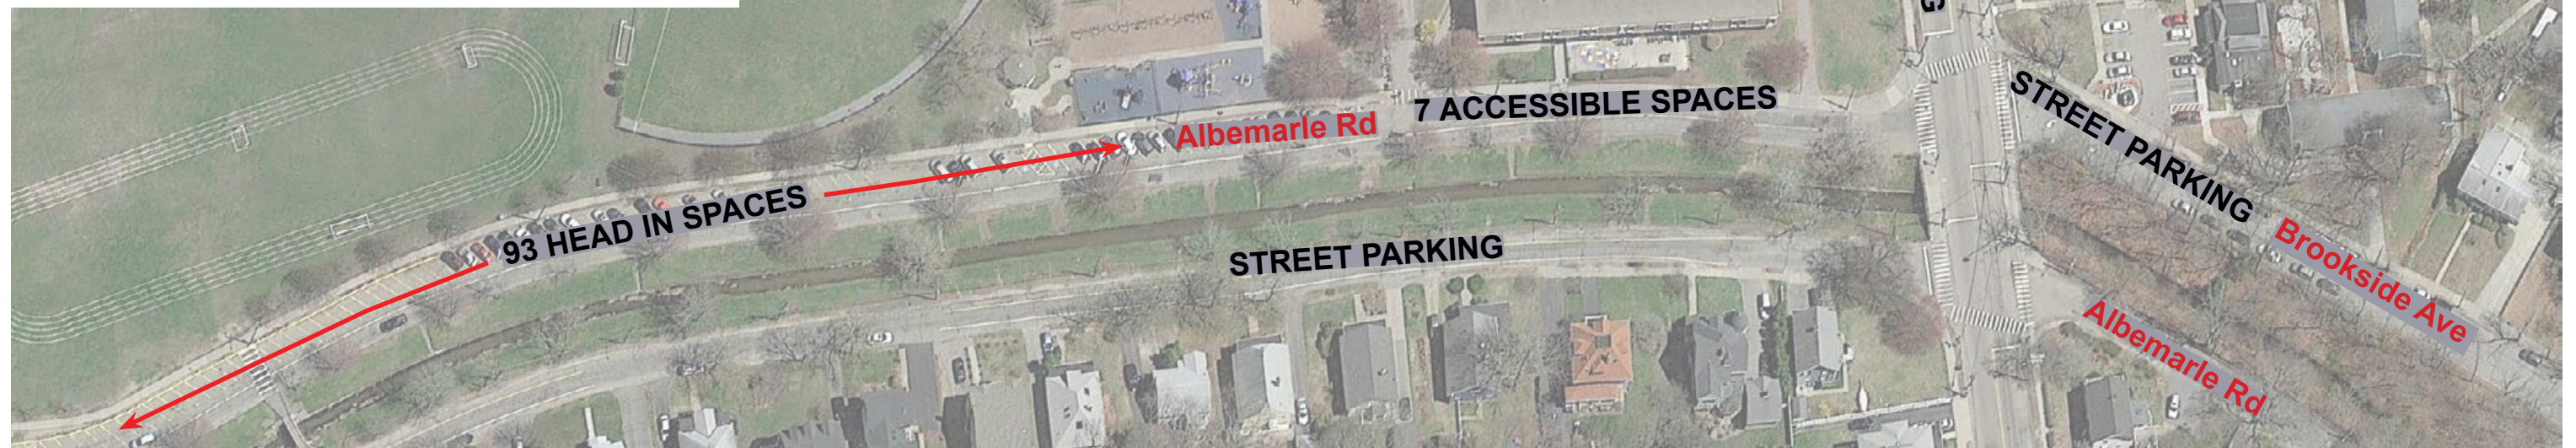 7 ACCESSIBLE SPACES
Albemarle Rd
93 HEAD IN SPACES
STREET PARKING
STREET PARKING
Brookside Ave
Albemarle Rd